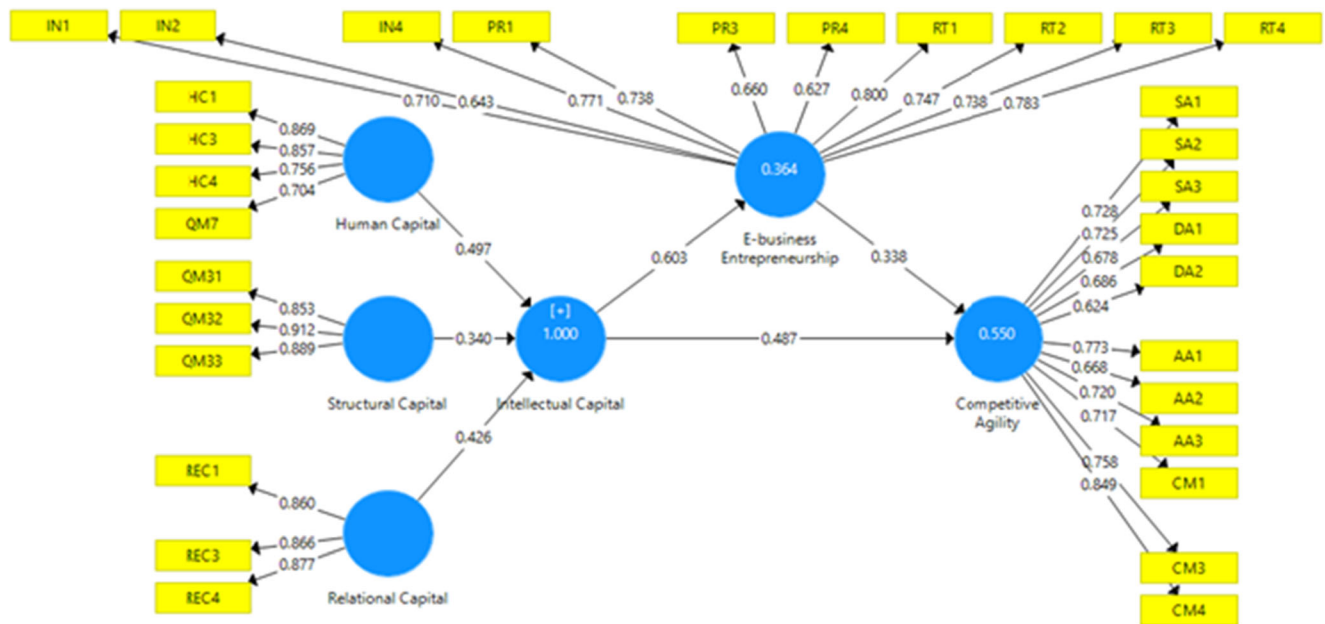 IN1
IN2
IN4
PR1
PR3
PR4
RT1
RT2
RT3
RT4
0.710
0.643
0.771
0.738
0.660
0.627
0.800
0.747
0.738
0.783
HC1
HC3
HC4
QM7
0.869
0.857
0.756
0.704
Human Capital
0.497
0.364
E-business
Entrepreneurship
0.603
0.338
SA1
SA2
SA3
DA1
DA2
0.728
0.725
0.678
0.686
0.624
QM31
QM32
QM33
0.853
0.912
0.889
Structural Capital
0.340
[+]
1.000
Intellectual Capital
0.487
0.550
Competitive
Agility
0.773
0.668
0.720
0.717
0.758
0.849
AA1
AA2
AA3
CM1
CM3
CM4
0.426
REC1
REC3
REC4
0.860
0.866
0.877
Relational Capital